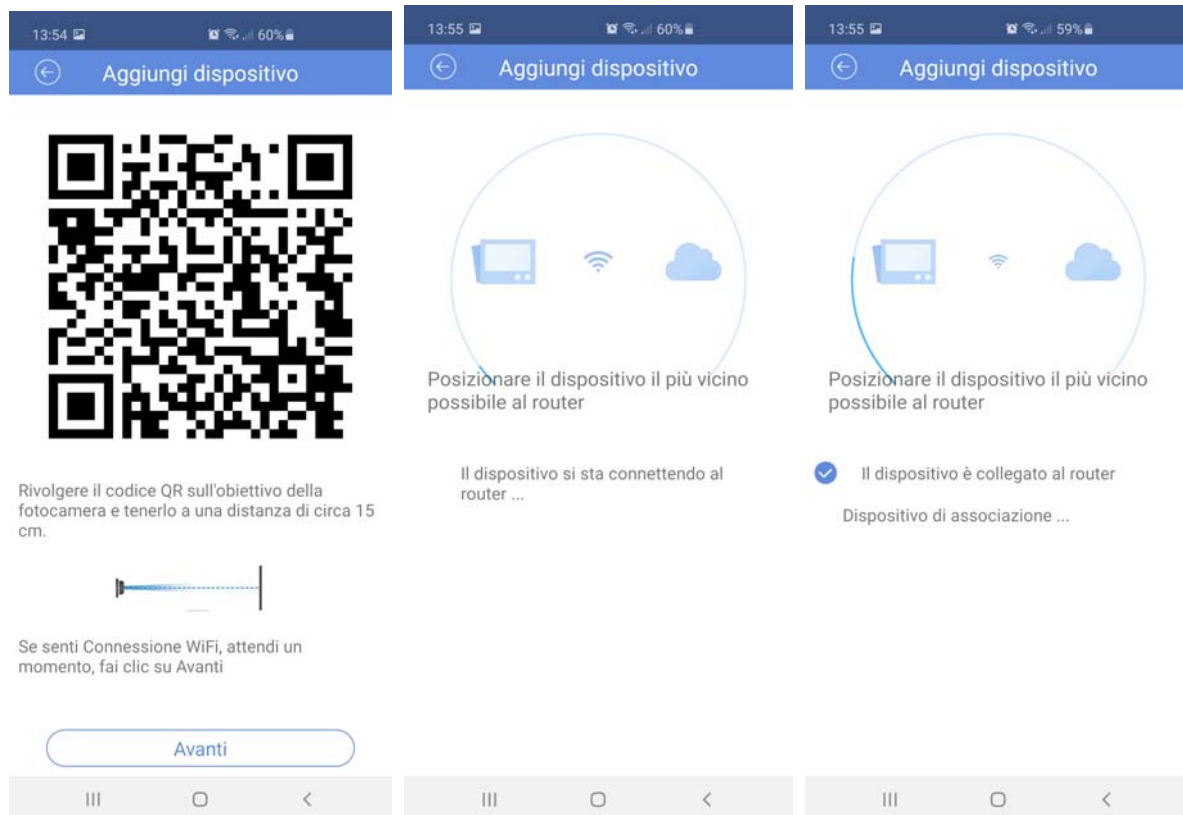 13:54 60%
Aggiungi dispositivo
Rivolgere il codice QR sull'obiettivo della
fotocamera e tenerlo a una distanza di circa 15
cm.
Se senti Connessione WiFi, attendi un
momento, fai clic su Avanti
Avanti
13:55 60%
Aggiungi dispositivo
Posizionare il dispositivo il più vicino
possibile al router
Il dispositivo si sta connettendo al
router ...
13:55 59%
Aggiungi dispositivo
Posizionare il dispositivo il più vicino
possibile al router
Il dispositivo è collegato al router
Dispositivo di associazione ...